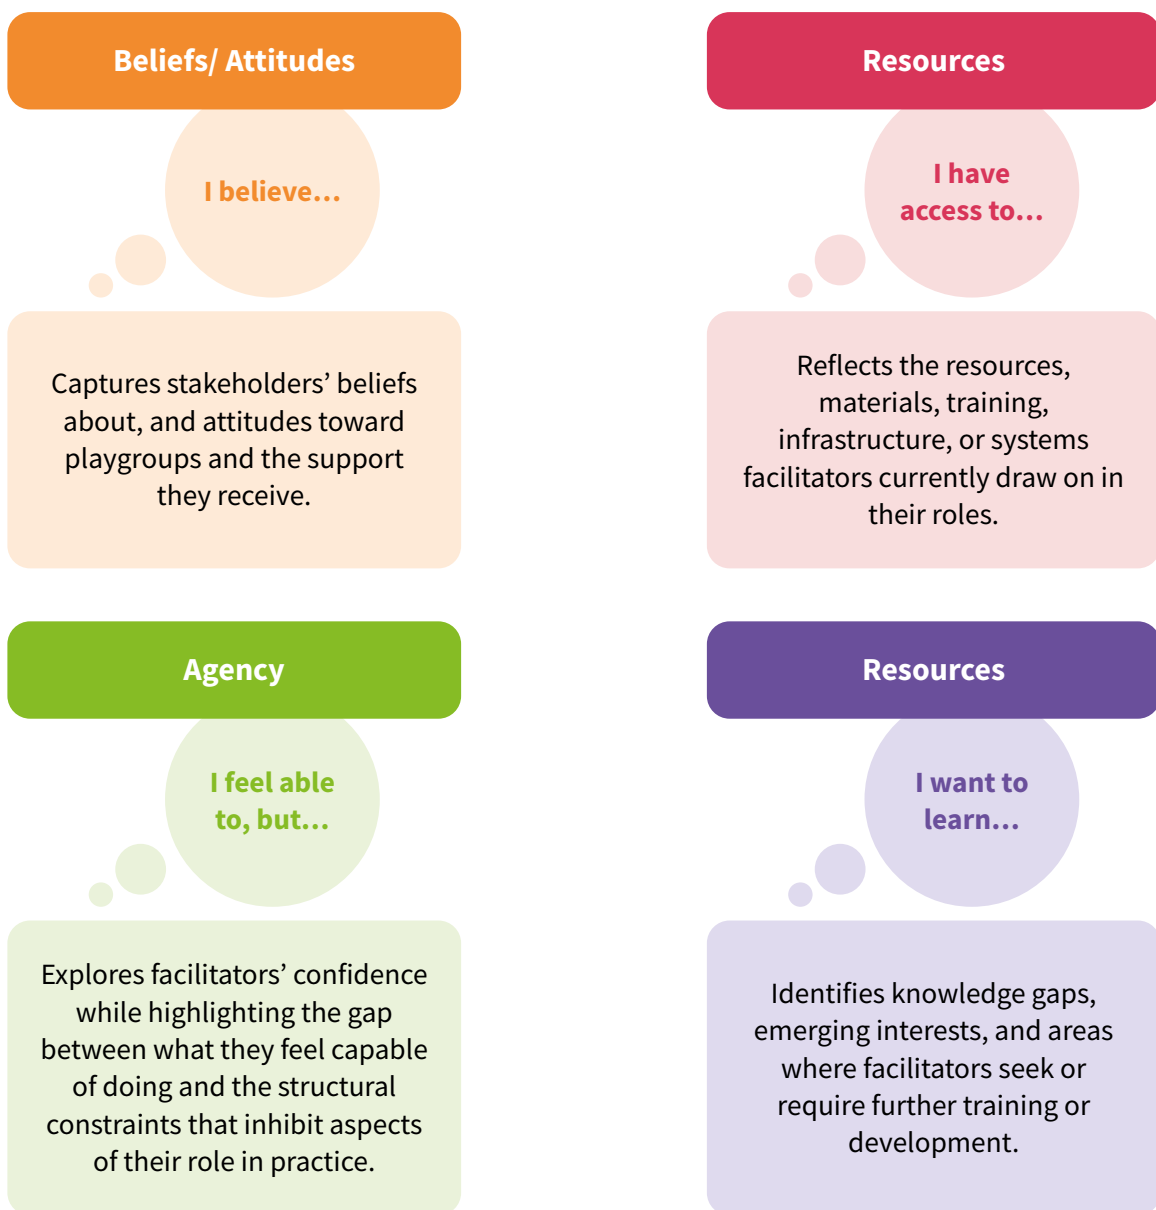 Beliefs/ Attitudes
I believe…
Captures stakeholders’ beliefs
about, and attitudes toward
playgroups and the support
they receive.
Resources
I have
access to…
Reflects the resources,
materials, training,
infrastructure, or systems
facilitators currently draw on in
their roles.
Agency
I feel able
to, but…
Explores facilitators’ confidence
while highlighting the gap
between what they feel capable
of doing and the structural
constraints that inhibit aspects
of their role in practice.
Resources
I want to
learn…
Identifies knowledge gaps,
emerging interests, and areas
where facilitators seek or
require further training or
development.